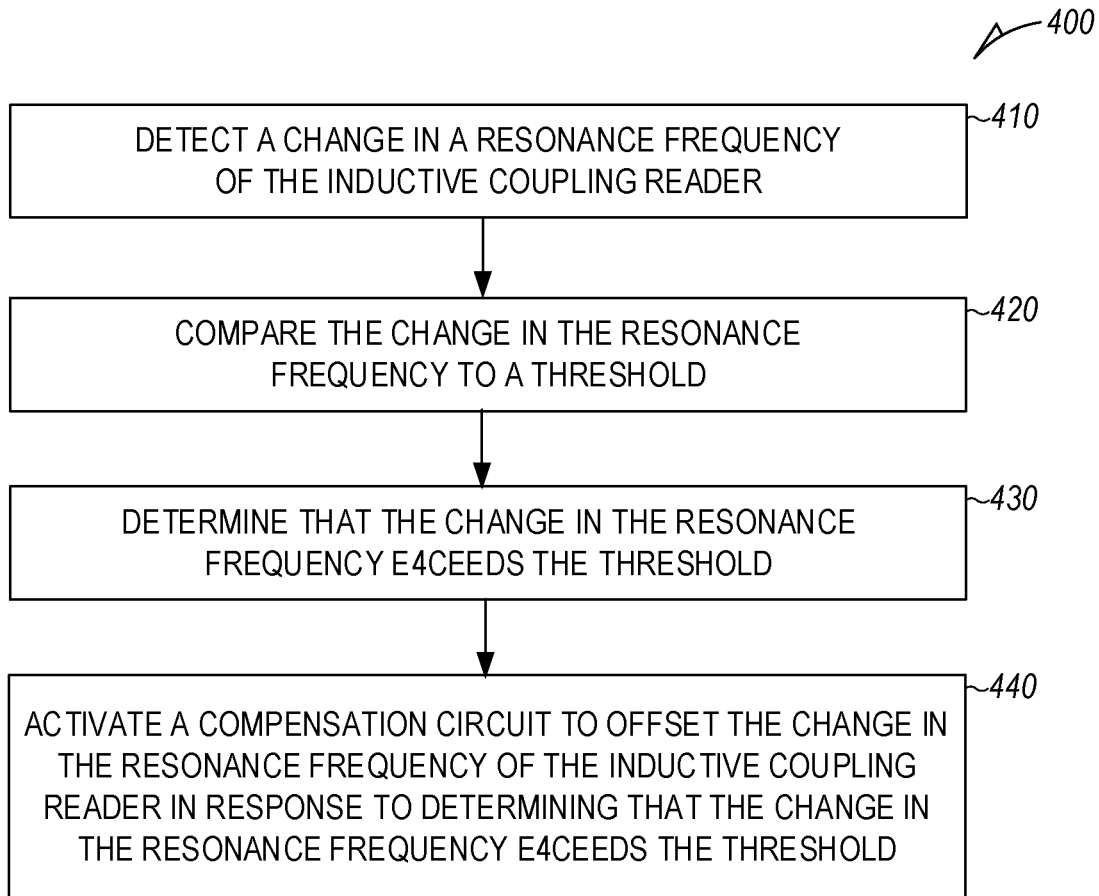 400
410
DETECT A CHANGE IN A RESONANCE FREQUENCY
OF THE INDUCTIVE COUPLING READER
420
COMPARE THE CHANGE IN THE RESONANCE
FREQUENCY TO A THRESHOLD
430
DETERMINE THAT THE CHANGE IN THE RESONANCE
FREQUENCY E4CEEDS THE THRESHOLD
440
ACTIVATE A COMPENSATION CIRCUIT TO OFFSET THE CHANGE IN
THE RESONANCE FREQUENCY OF THE INDUCTIVE COUPLING
READER IN RESPONSE TO DETERMINING THAT THE CHANGE IN
THE RESONANCE FREQUENCY E4CEEDS THE THRESHOLD